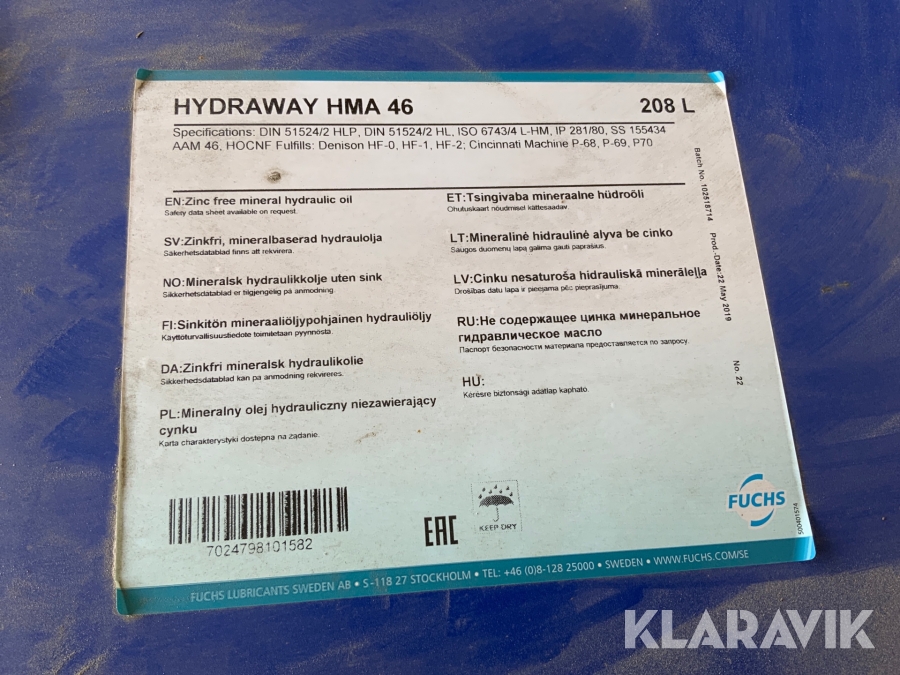 HYDRAWAY HMA 46
208 L
Specifications: DIN 51524/2 HLP, DIN 51524/2 HL, ISO 6743/4 L-HM, IP 281/80, SS 155434
AAM 46, HOCNF Fulfills: Denison HF-0, HF-1, HF-2; Cincinnati Machine P-68, P-69, P70
EN:Zinc free mineral hydraulic oil
Safety data sheet available on request.
SV:Zinkfri, mineralbaserad hydraulolja
Säkerhetsdatablad finns att rekvirera.
NO:Mineralsk hydraulikkolje uten sink
Sikkerhetsdatablad er tilgjengelig på anmodning.
FI:Sinkitön mineraaliöljypohjainen hydrauliöljy
Käyttöturvallisuustiedote toimitetaan pyynnöstä.
DA:Zinkfri mineralsk hydraulikolie
Sikkerhedsdatablad kan på anmodning rekvireres.
PL:Mineralny olej hydrauliczny niezawierający
cynku
Karta charakterystyki dostępna na żądanie.
ET:Tsingivaba mineraalne hüdroõli
Ohutuskaart nõudmisel kättesaadav.
LT:Mineralinė hidraulinė alyva be cinko
Saugos duomenų lapą galima gauti paprašius.
LV:Cinku nesaturoša hidrauliskā minerāleļļa
Drošības datu lapa ir pieejama pēc pieprasījuma.
RU:Не содержащее цинка минеральное
гидравлическое масло
Паспорт безопасности материала предоставляется по запросу.
HU:
Kérésre biztonsági adatlap kapható.
Batch No. 102518714 Prod.-Date:22 May 2019 No. 22
7024798101582
EAC
KEEP DRY
FUCHS
500401574
FUCHS LUBRICANTS SWEDEN AB • S-118 27 STOCKHOLM • TEL: +46 (0)8-128 25000 • SWEDEN • WWW.FUCHS.COM/SE
KLARAVIK